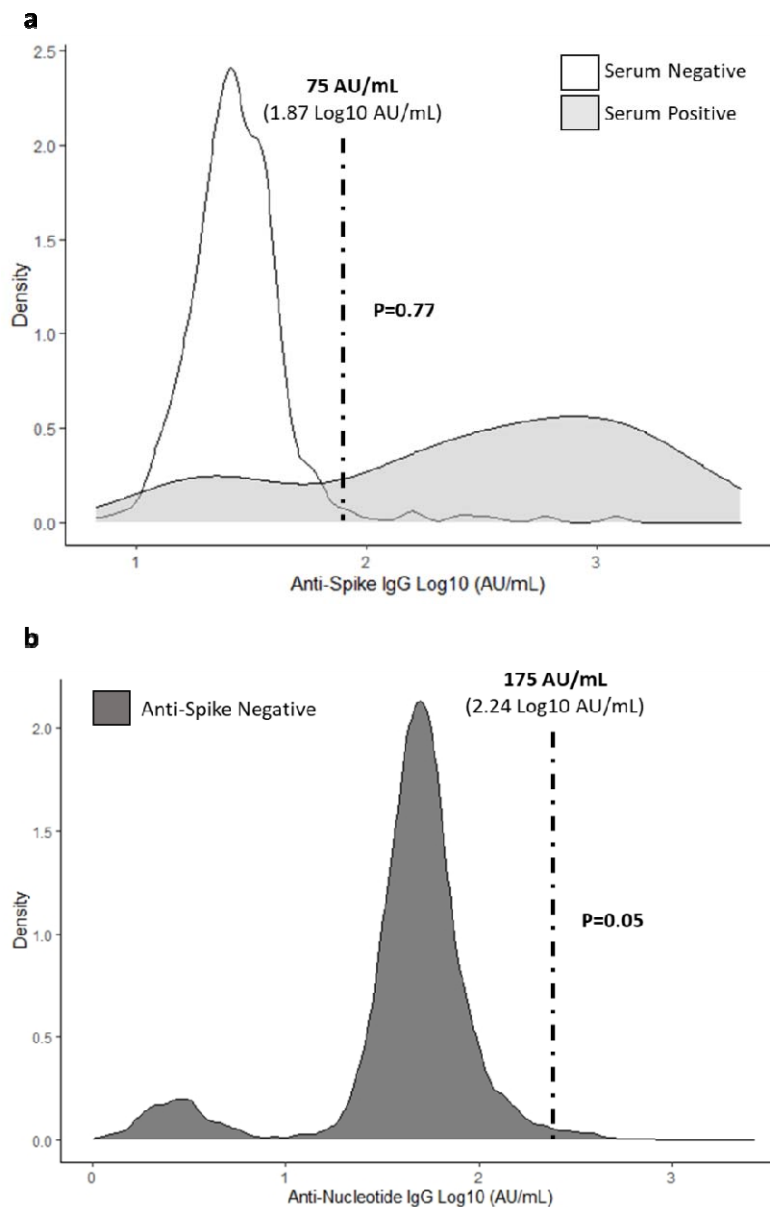 a
2.5
2.0
1.5
1.0
0.5
0.0
Density
75 AU/mL
(1.87 Log10 AU/mL)
P=0.77
Serum Negative
Serum Positive
1
2
3
Anti-Spike IgG Log10 (AU/mL)
b
2.0
1.5
1.0
0.5
0.0
Density
Anti-Spike Negative
175 AU/mL
(2.24 Log10 AU/mL)
P=0.05
0
1
2
3
Anti-Nucleotide IgG Log10 (AU/mL)